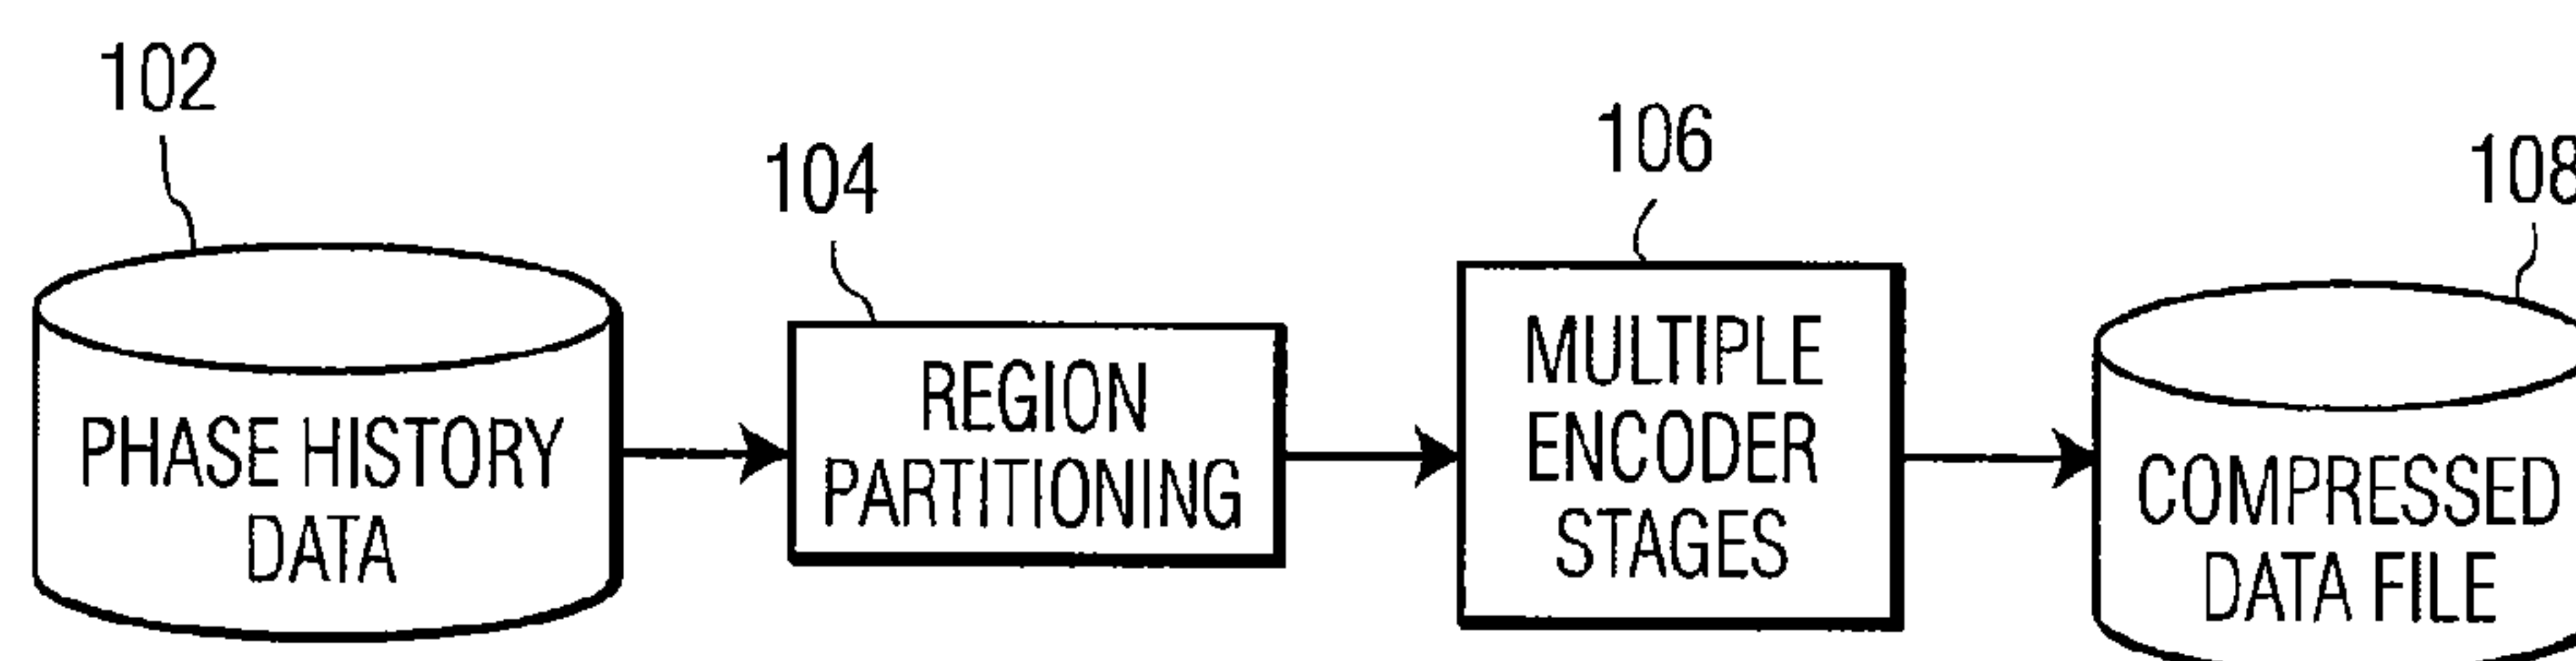 102
104
106
108
PHASE HISTORY
DATA
REGION
PARTITIONING
MULTIPLE
ENCODER
STAGES
COMPRESSED
DATA FILE